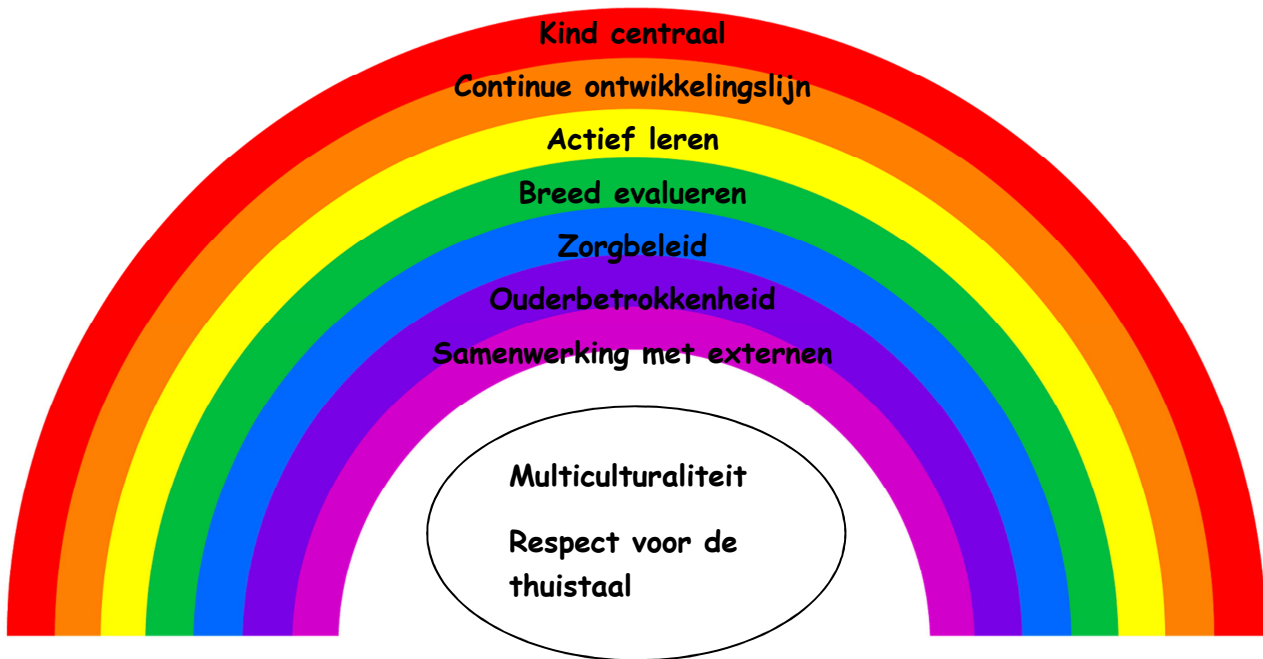 Kind centraal
Continue ontwikkelingslijn
Actief leren
Breed evalueren
Zorgbeleid
Ouderbetrokkenheid
Samenwerking met externen
Multiculturaliteit
Respect voor de
thuistaal